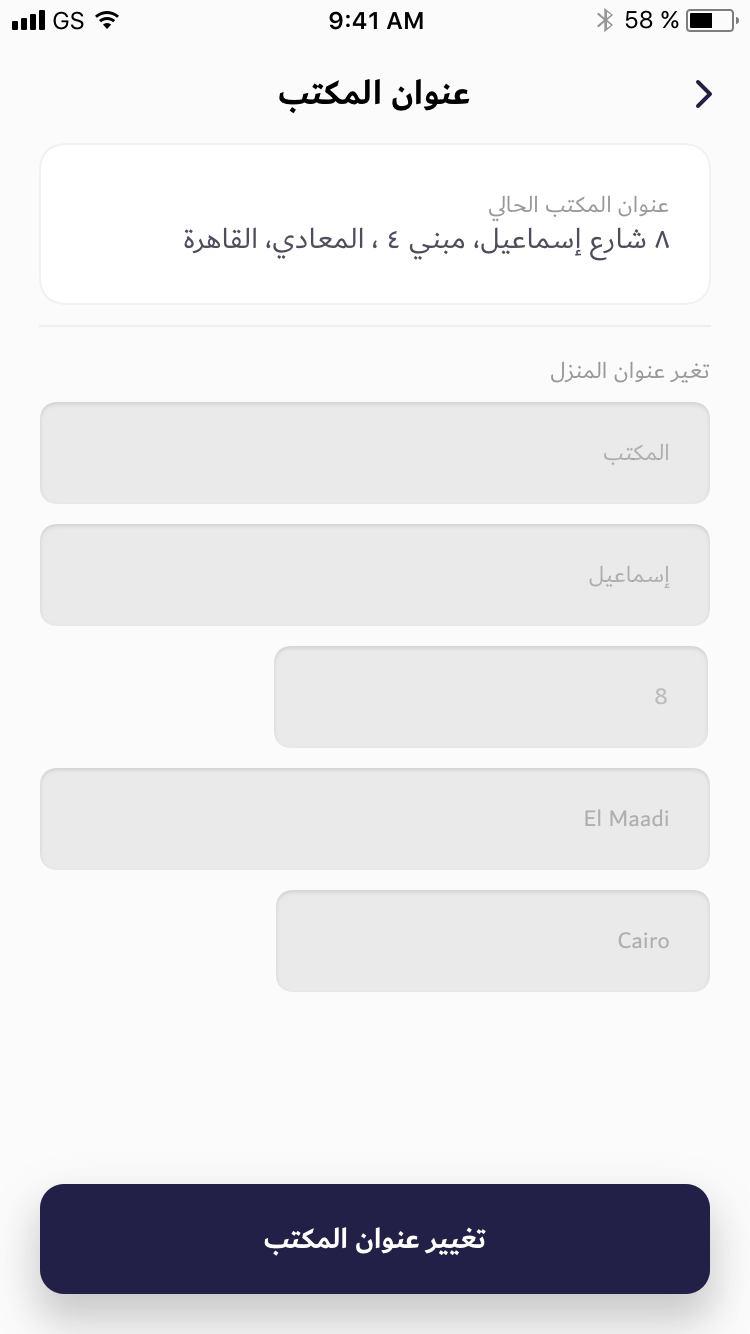 GS 9:41 AM 58 %
عنوان المكتب
عنوان المكتب الحالي
٨ شارع إسماعيل، مبني ٤ ، المعادي، القاهرة
تغير عنوان المنزل
المكتب
إسماعيل
8
El Maadi
Cairo
تغيير عنوان المكتب